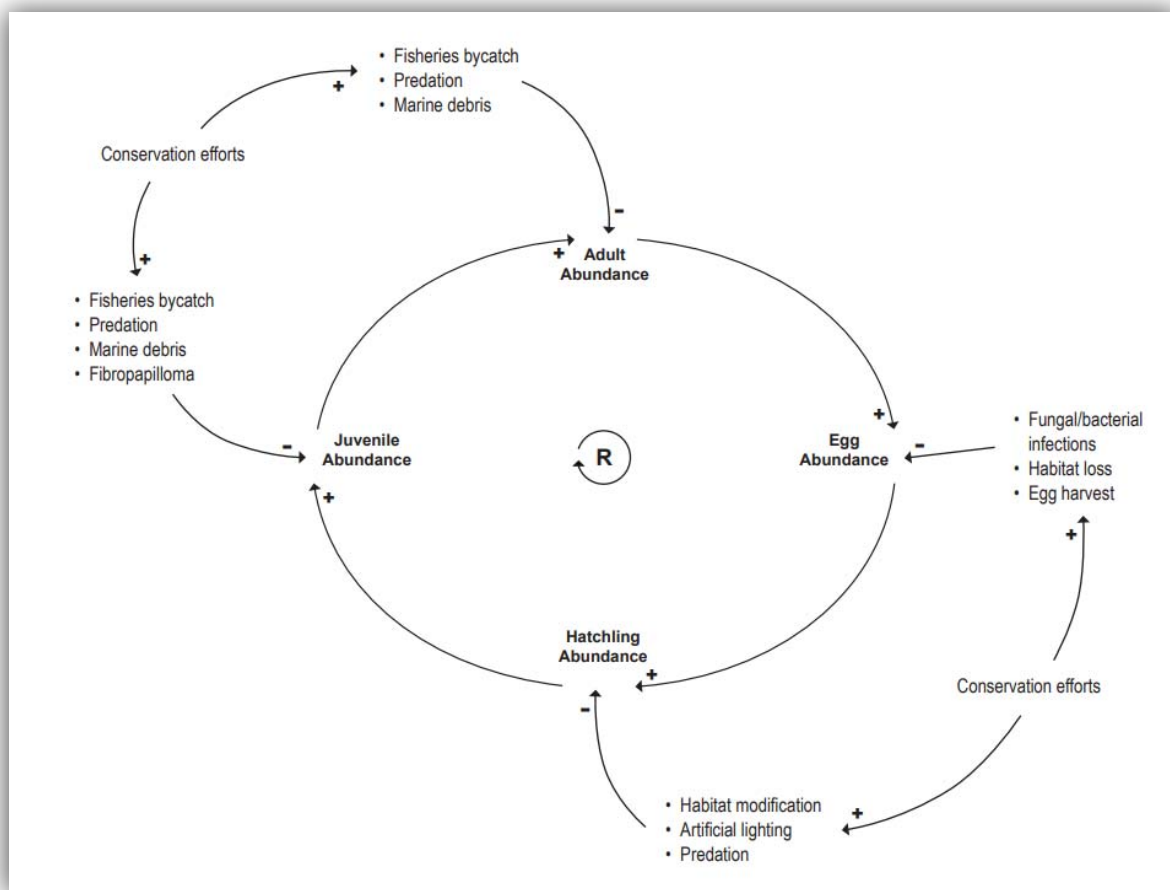 • Fisheries bycatch
• Predation
• Marine debris
+
Conservation efforts
-
+
Adult
Abundance
+
• Fisheries bycatch
• Predation
• Marine debris
• Fibropapilloma
+
-
Juvenile
Abundance
R
Egg
Abundance
-
• Fungal/bacterial
infections
• Habitat loss
• Egg harvest
+
+
Hatchling
Abundance
+
-
Conservation efforts
• Habitat modification
• Artificial lighting
• Predation
+